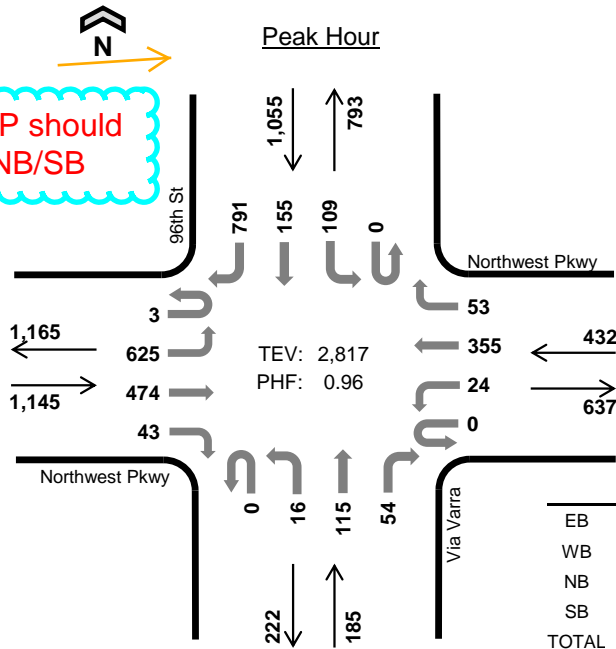 N
Peak Hour
P should
NB/SB
96th St
1,055
793
791
155
109
0
Northwest Pkwy
3
625
474
43
1,165
1,145
TEV: 2,817
PHF: 0.96
53
355
24
0
432
637
Northwest Pkwy
0
16
115
54
Via Varra
222
185
EB
WB
NB
SB
TOTAL